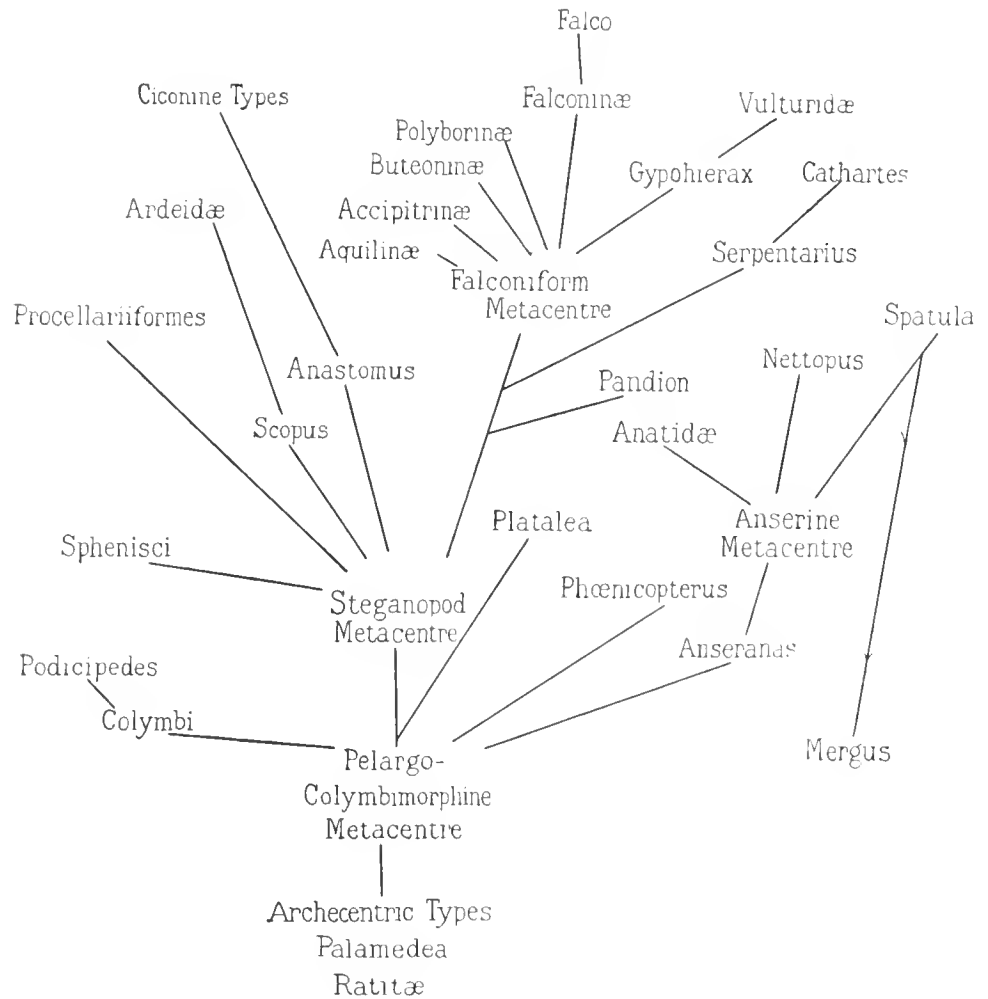 Falco
Ciconine Types
Falconinæ
Vulturidæ
Polyborinæ
Buteoninæ
Gypohierax
Cathartes
Ardeidæ
Accipitrinæ
Aquilinæ
Serpentarius
Falconiform
Metacentre
Procellariiformes
Spatula
Anastomus
Nettopus
Pandion
Scopus
Anatidæ
Platalea
Anserine
Metacentre
Sphenisci
Phœnicopterus
Steganopod
Metacentre
Anseranas
Podicipedes
Colymbi
Mergus
Pelargo-
Colymbimorphine
Metacentre
Archecentric Types
Palamedea
Ratitæ